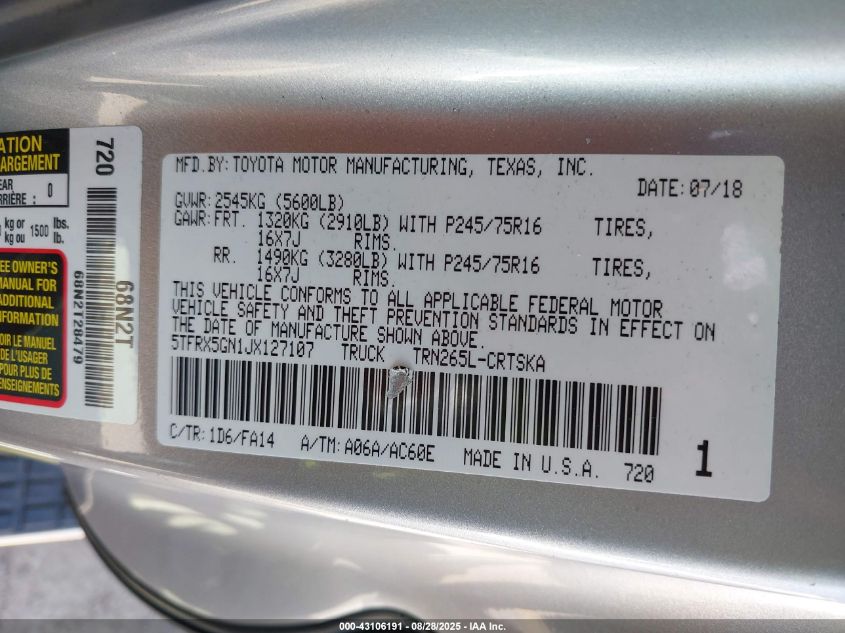 ATION
ARGEMENT
0
kg or 1500 lbs.
kg ou lb.
EE OWNER'S
MANUAL FOR
ADDITIONAL
INFORMATION
OIR LE MANUEL
DE L'USAGER
POUR PLUS DE
ENSEIGNEMENTS
720
68N2T
68N2T28479
MFD.BY:TOYOTA MOTOR MANUFACTURING, TEXAS, INC.
DATE:07/18
GVWR:2545KG (5600LB)
GAWR:FRT. 1320KG (2910LB) WITH P245/75R16 TIRES,
16X7J RIMS.
RR. 1490KG (3280LB) WITH P245/75R16 TIRES,
16X7J RIMS.
THIS VEHICLE CONFORMS TO ALL APPLICABLE FEDERAL MOTOR
VEHICLE SAFETY AND THEFT PREVENTION STANDARDS IN EFFECT ON
THE DATE OF MANUFACTURE SHOWN ABOVE.
5TFRX5GN1JX127107 TRUCK TRN265L-CRTSKA
C/TR:1D6/FA14 A/TM:A06A/AC60E MADE IN U.S.A. 720 1
000-43106191 - 08/28/2025 - IAA Inc.